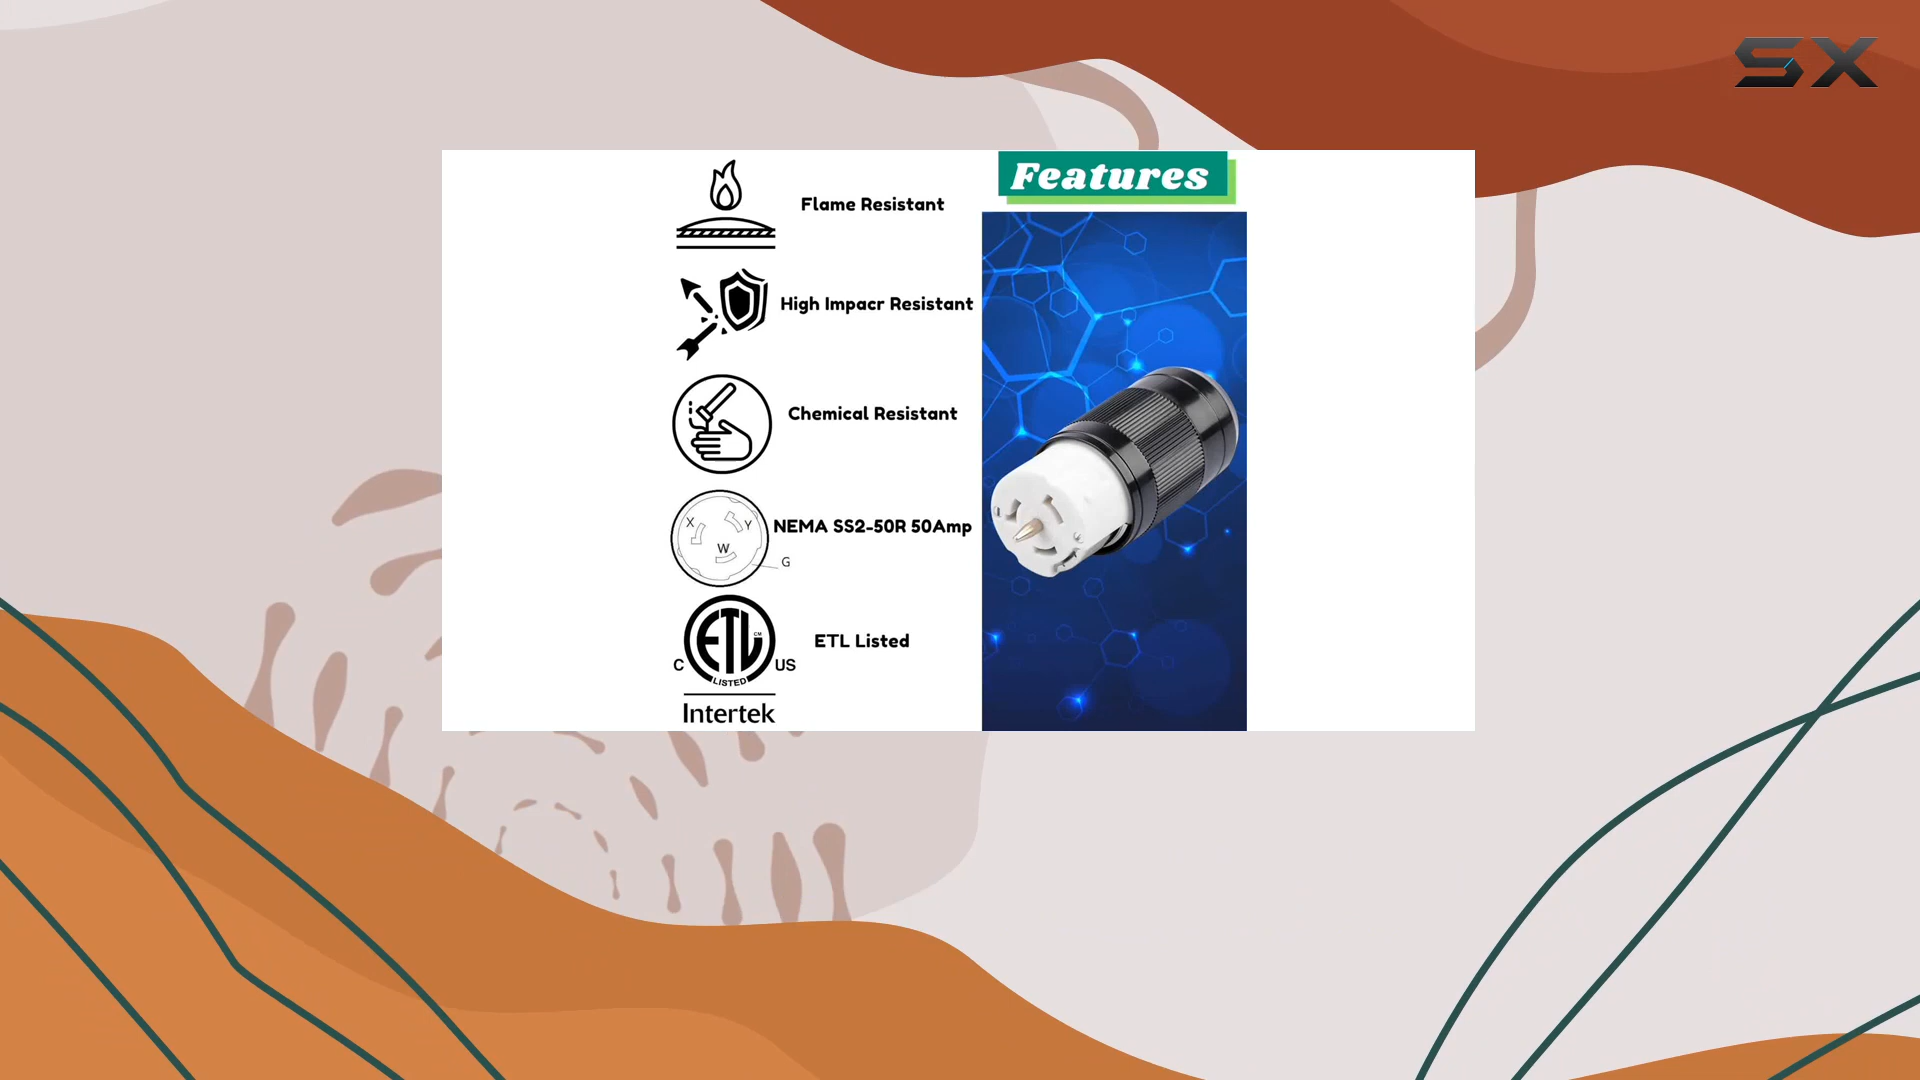 SX
Features
Flame Resistant
High Impacr Resistant
Chemical Resistant
NEMA SS2-50R 50Amp
X
Y
W
G
ETL Listed
ETL CM
C
US
LISTED
Intertek